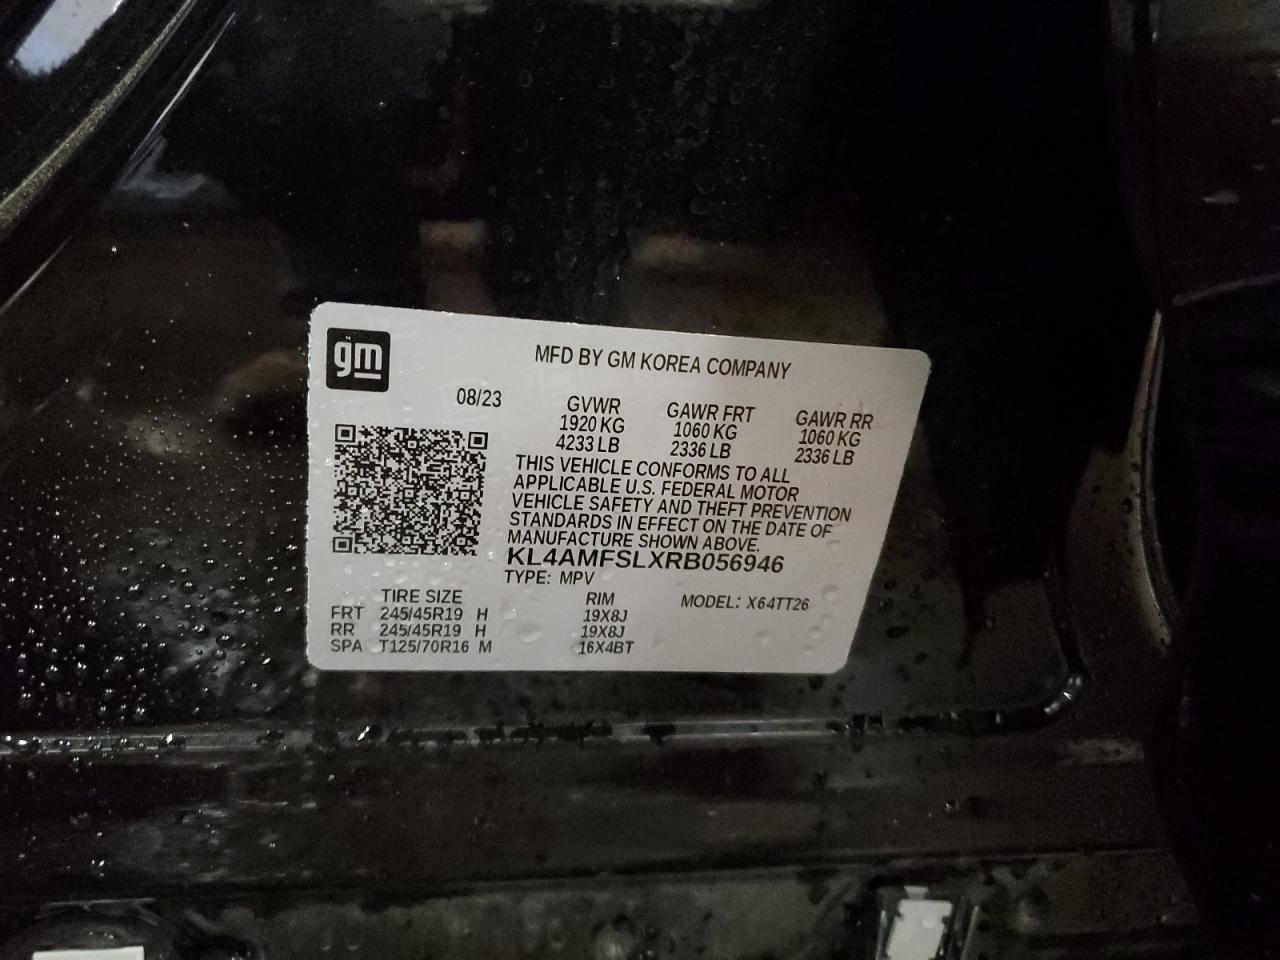 gm
MFD BY GM KOREA COMPANY
08/23
GVWR GAWR FRT GAWR RR
1920 KG 1060 KG 1060 KG
4233 LB 2336 LB 2336 LB
THIS VEHICLE CONFORMS TO ALL
APPLICABLE U.S. FEDERAL MOTOR
VEHICLE SAFETY AND THEFT PREVENTION
STANDARDS IN EFFECT ON THE DATE OF
MANUFACTURE SHOWN ABOVE.
KL4AMFSLXRB056946
TYPE: MPV
TIRE SIZE RIM MODEL: X64TT26
FRT 245/45R19 H 19X8J
RR 245/45R19 H 19X8J
SPA T125/70R16 M 16X4BT